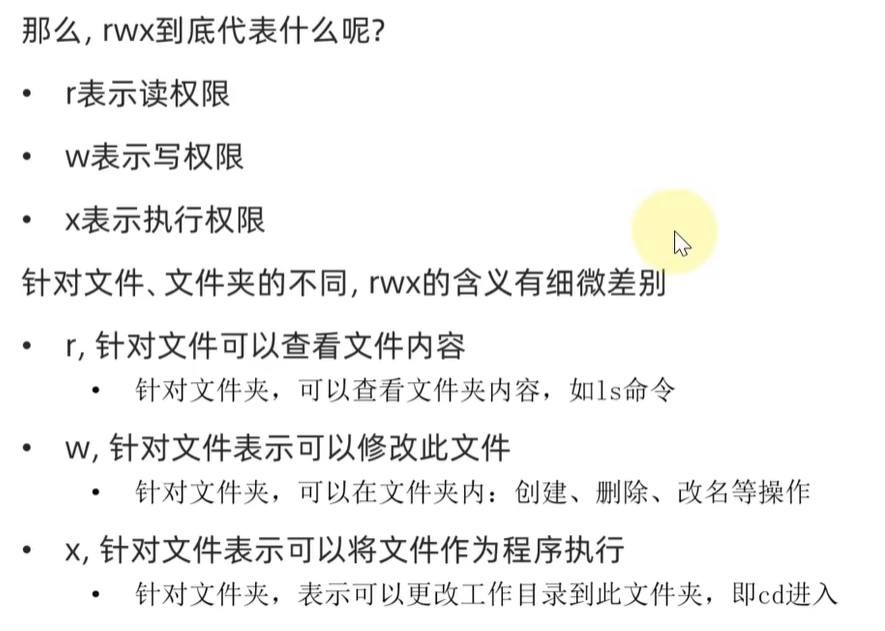 那么, rwx到底代表什么呢?
• r表示读权限
• w表示写权限
• x表示执行权限
针对文件、文件夹的不同, rwx的含义有细微差别
• r, 针对文件可以查看文件内容
• 针对文件夹，可以查看文件夹内容，如ls命令
• w, 针对文件表示可以修改此文件
• 针对文件夹，可以在文件夹内：创建、删除、改名等操作
• x, 针对文件表示可以将文件作为程序执行
• 针对文件夹，表示可以更改工作目录到此文件夹，即cd进入